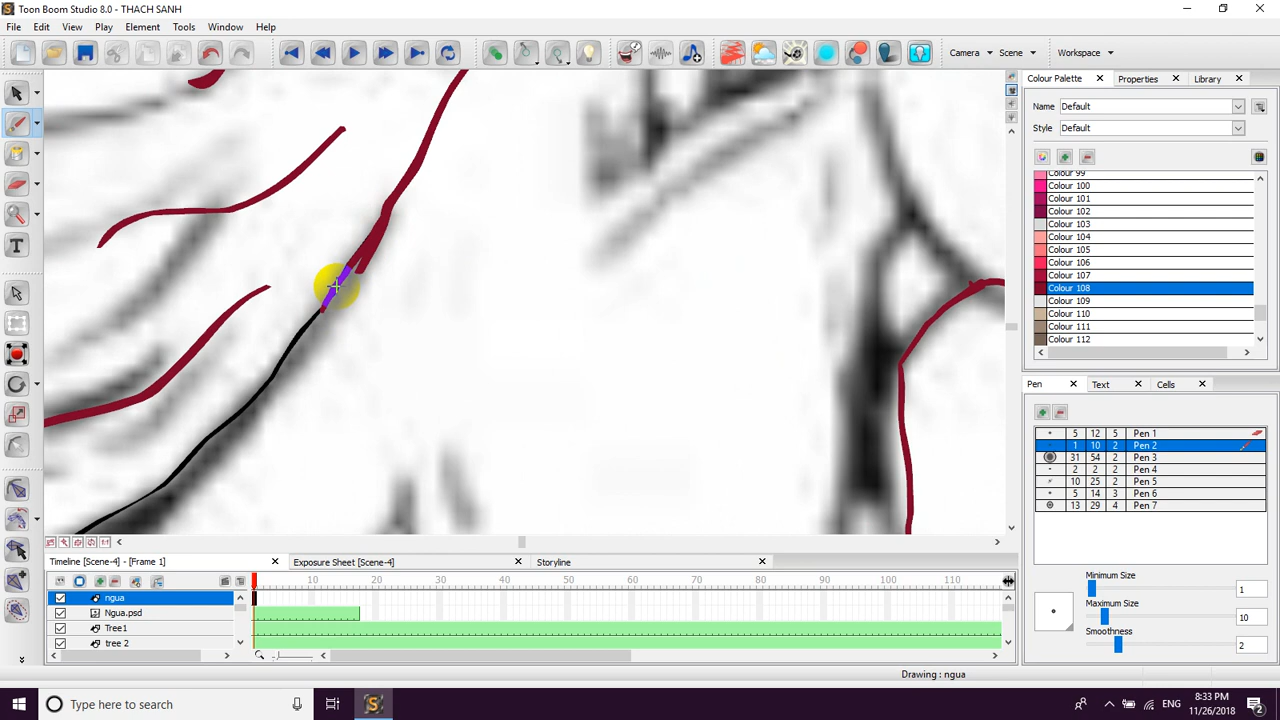 Toon Boom Studio 8.0 - THACH SANH
File Edit View Play Element Tools Window Help
Camera Scene Workspace
Colour Palette Properties Library
Name Default
Style Default
Colour 99
Colour 100
Colour 101
Colour 102
Colour 103
Colour 104
Colour 105
Colour 106
Colour 107
Colour 108
Colour 109
Colour 110
Colour 111
Colour 112
Pen Text Cells
5 12 5 Pen 1
1 10 2 Pen 2
31 54 2 Pen 3
2 2 2 Pen 4
10 25 2 Pen 5
5 14 3 Pen 6
13 29 4 Pen 7
Minimum Size
1
Maximum Size
10
Smoothness
2
Timeline [Scene-4] - [Frame 1] Exposure Sheet [Scene-4] Storyline
10 20 30 40 50 60 70 80 90 100 110
ngua
Ngua.psd
Tree1
tree 2
Drawing : ngua
Type here to search
ENG
8:33 PM
11/26/2018
2